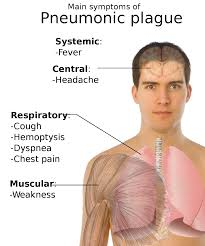 Main symptoms of
Pneumonic plague
Systemic:
-Fever
Central:
-Headache
Respiratory:
-Cough
-Hemoptysis
-Dyspnea
-Chest pain
Muscular:
-Weakness